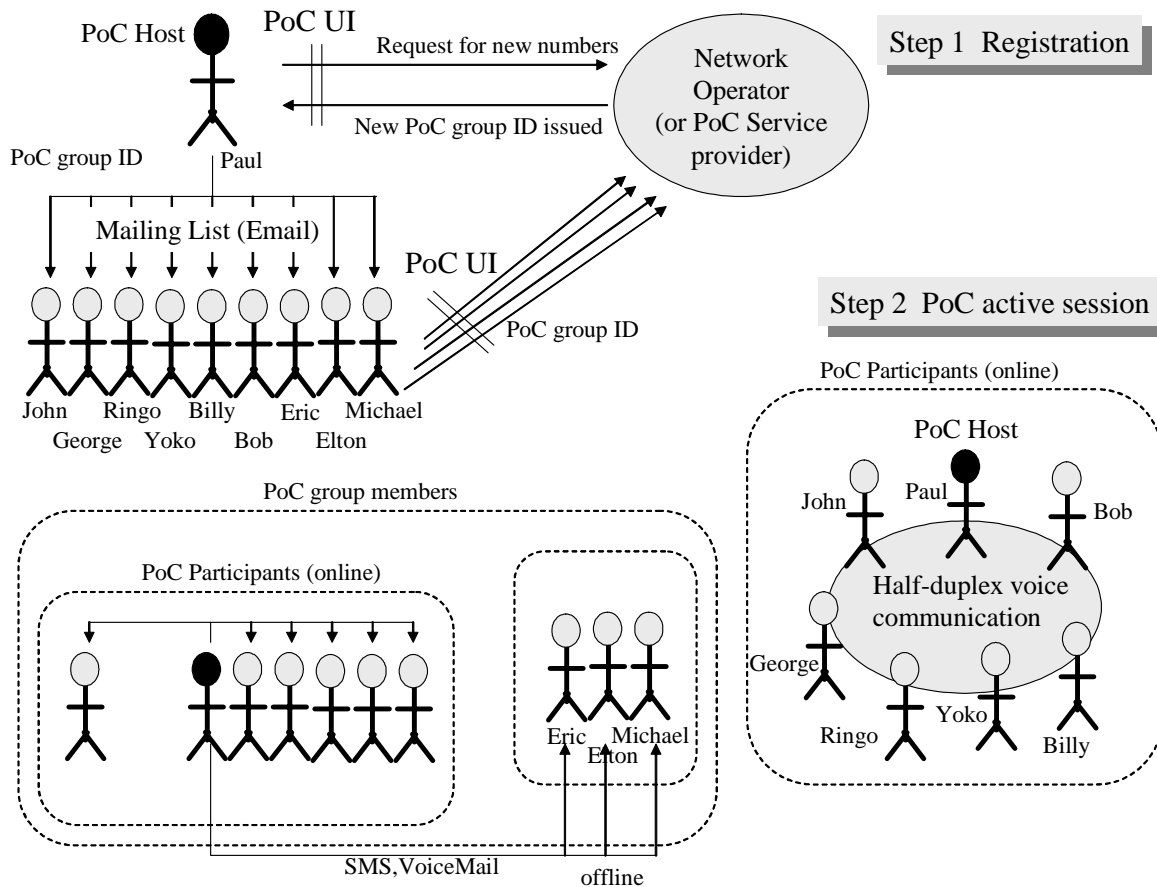 PoC Host
PoC UI
Request for new numbers
Step 1 Registration
Network
Operator
(or PoC Service
provider)
New PoC group ID issued
PoC group ID
Paul
Mailing List (Email)
PoC UI
PoC group ID
Step 2 PoC active session
John
Ringo
Billy
Eric
Michael
George
Yoko
Bob
Elton
PoC Participants (online)
PoC Host
John
Paul
Bob
Half-duplex voice
communication
George
Ringo
Yoko
Billy
PoC group members
PoC Participants (online)
Eric
Michael
Elton
SMS,VoiceMail
offline